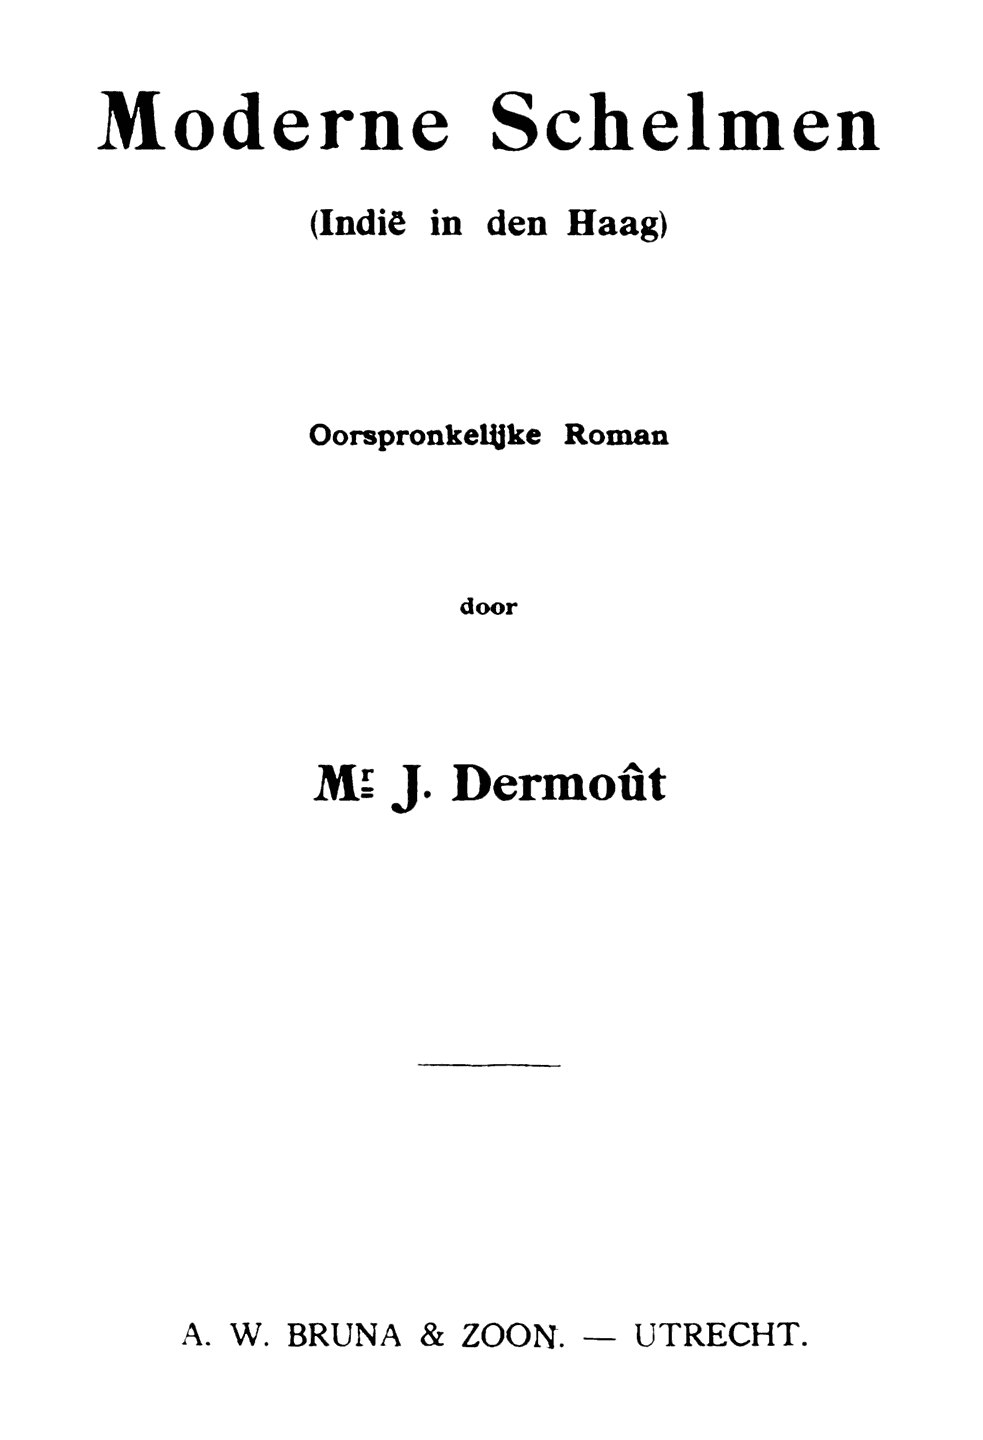 Moderne Schelmen
(Indië in den Haag)
Oorspronkelijke Roman
door
Mr. J. Dermoût
A. W. BRUNA & ZOON. — UTRECHT.